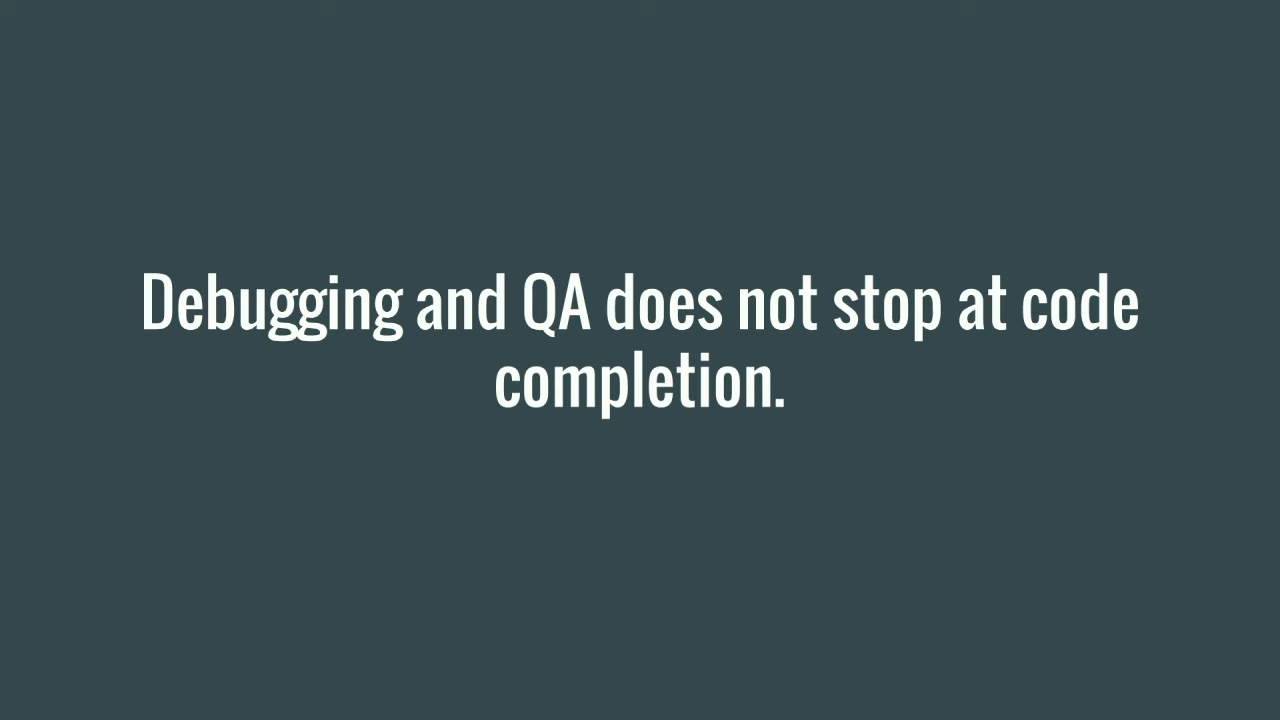 Debugging and QA does not stop at code
completion.